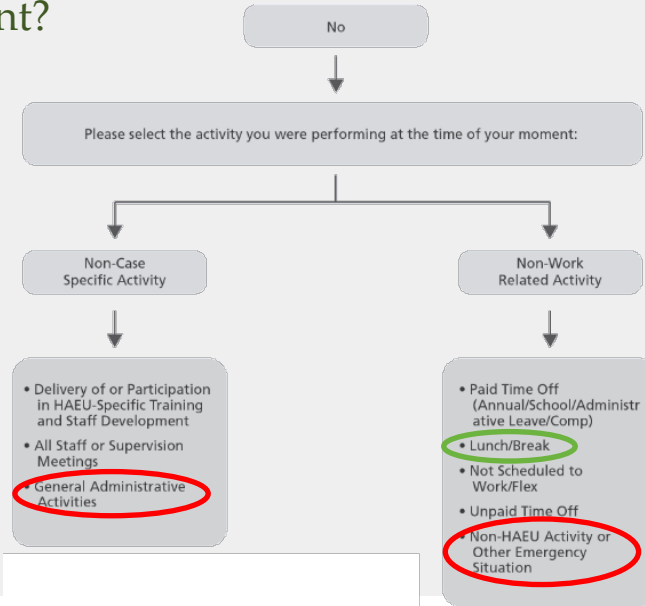 nt?
No
Please select the activity you were performing at the time of your moment:
Non-Case
Specific Activity
Non-Work
Related Activity
• Delivery of or Participation
in HAEU-Specific Training
and Staff Development
• All Staff or Supervision
Meetings
• General Administrative
Activities
• Paid Time Off
(Annual/School/Administr
ative Leave/Comp)
• Lunch/Break
• Not Scheduled to
Work/Flex
• Unpaid Time Off
• Non-HAEU Activity or
Other Emergency
Situation